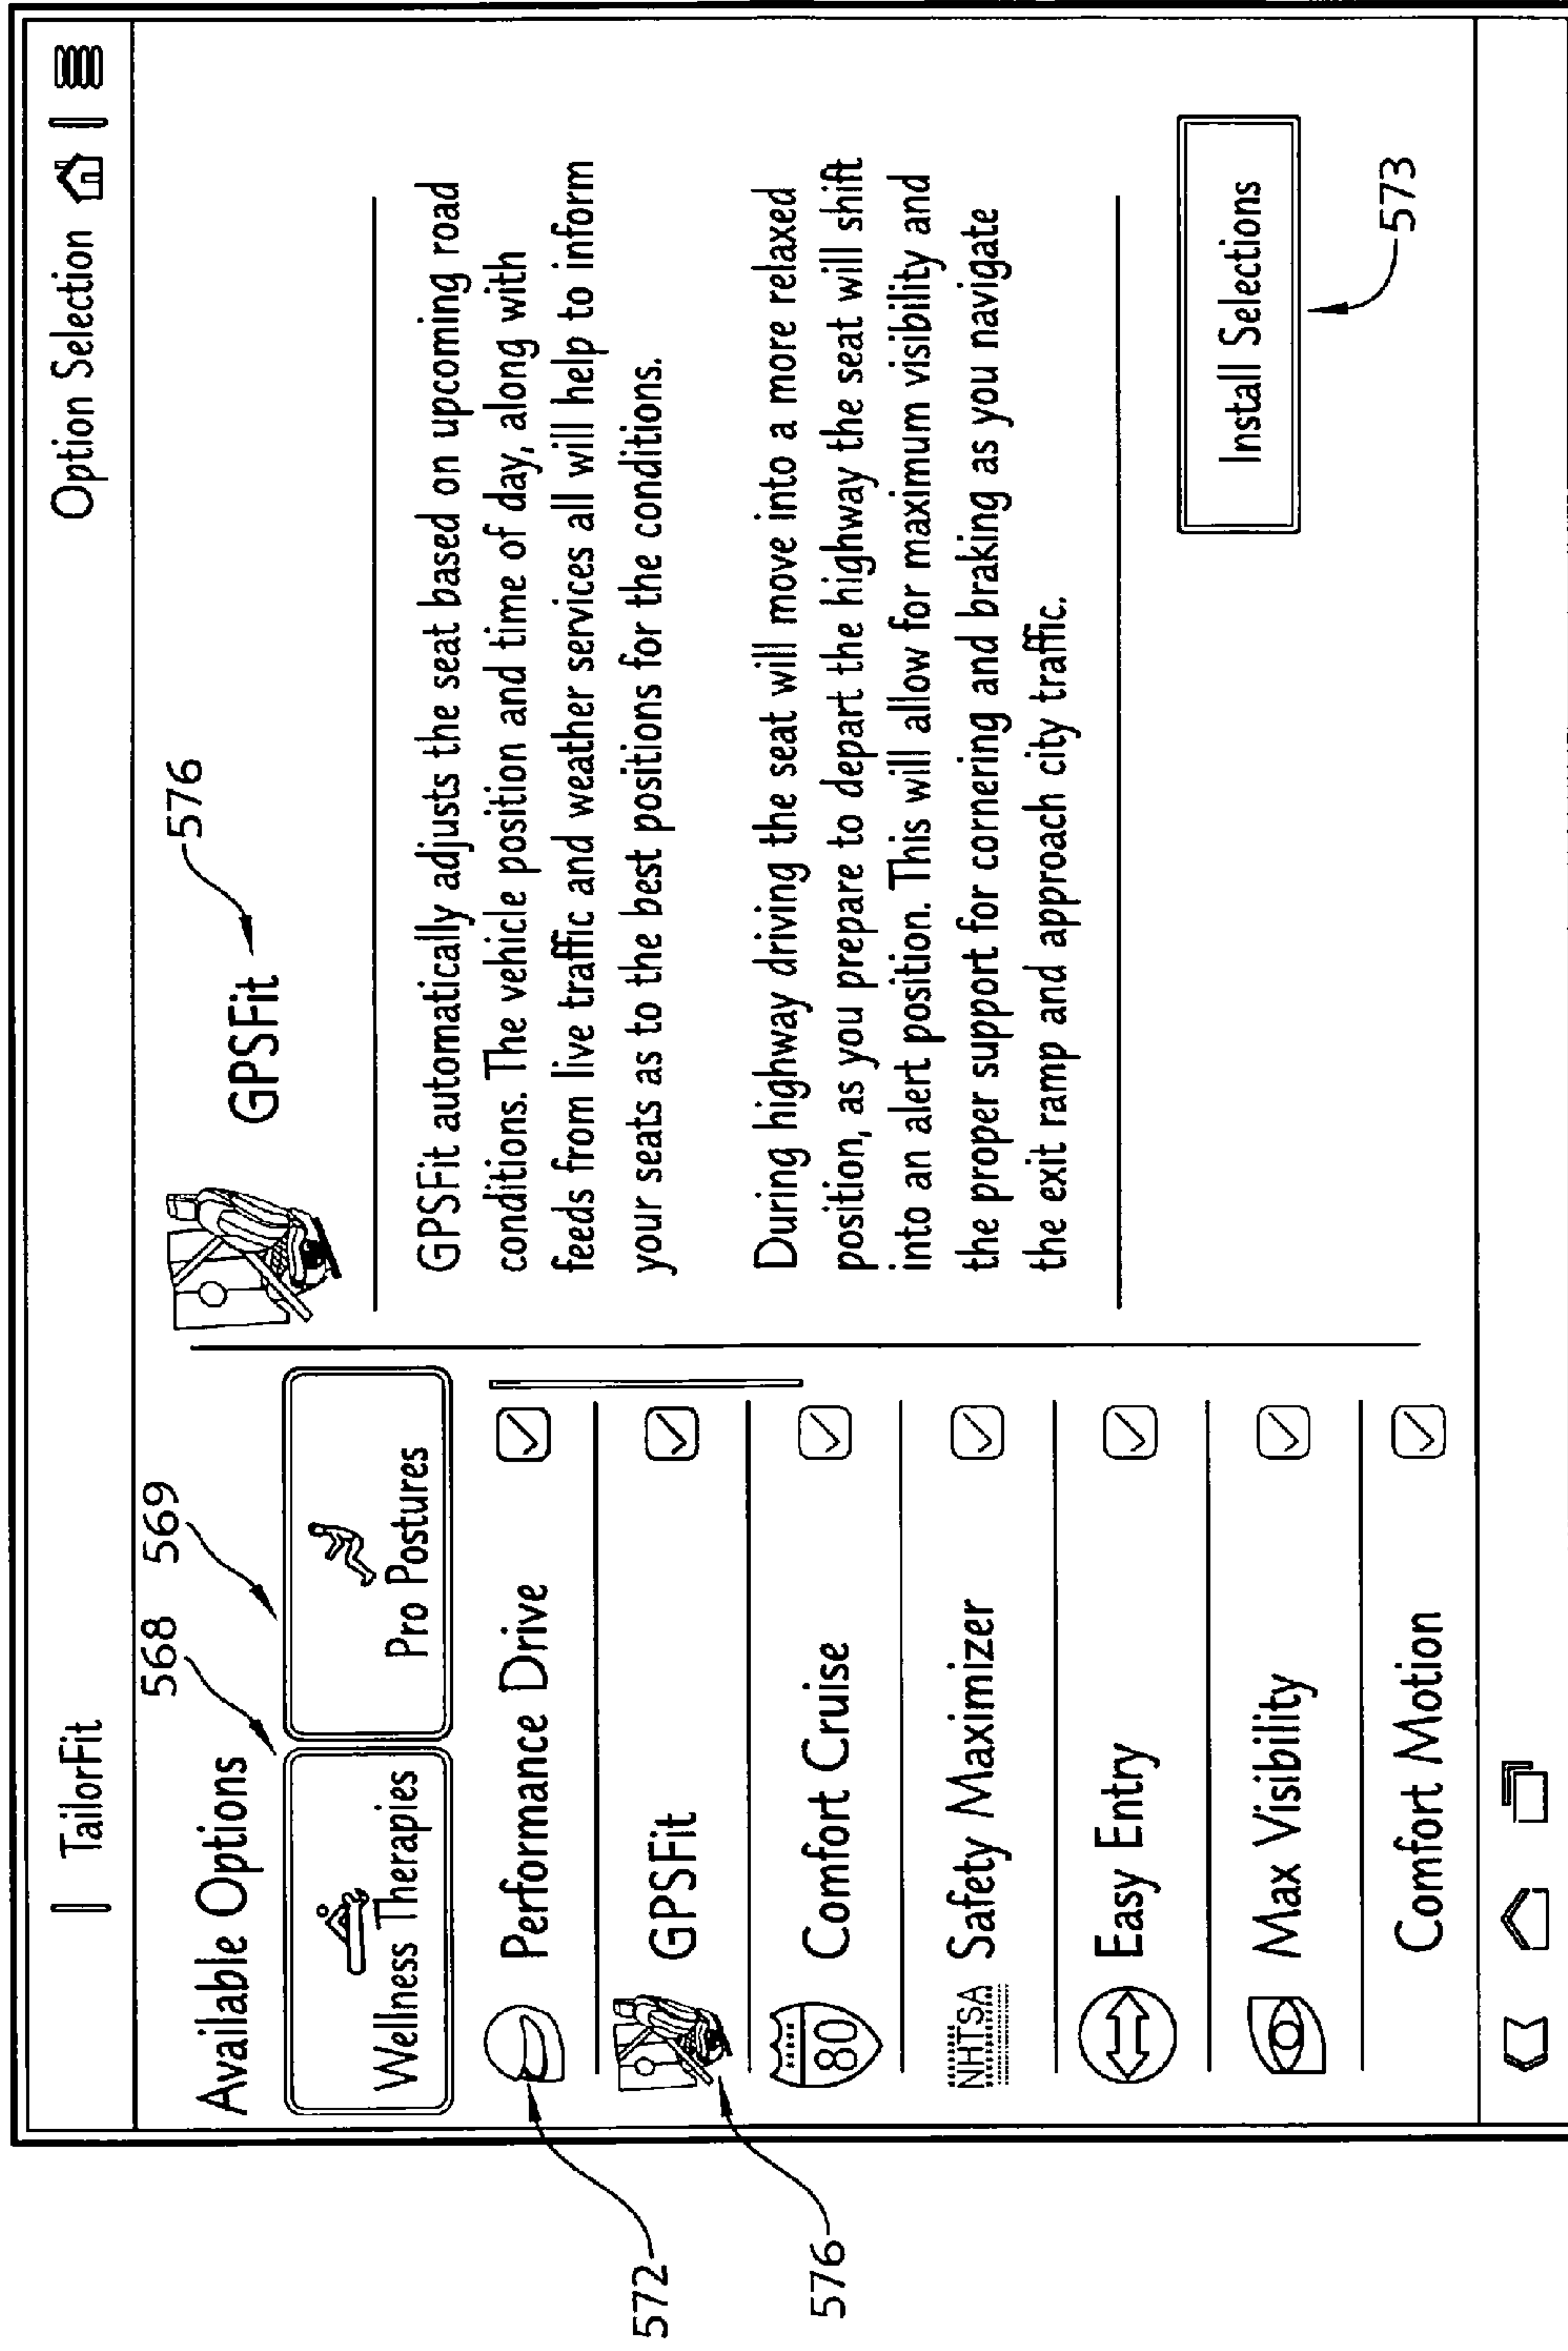 TailorFit
Option Selection
Available Options
568
569
Wellness Therapies
Pro Postures
572
Performance Drive
576
GPSFit
80
Comfort Cruise
NHTSA
Safety Maximizer
Easy Entry
Max Visibility
Comfort Motion
GPSFit
576
GPSFit automatically adjusts the seat based on upcoming road
conditions. The vehicle position and time of day, along with
feeds from live traffic and weather services all will help to inform
your seats as to the best positions for the conditions.
During highway driving the seat will move into a more relaxed
position, as you prepare to depart the highway the seat will shift
into an alert position. This will allow for maximum visibility and
the proper support for cornering and braking as you navigate
the exit ramp and approach city traffic.
Install Selections
573